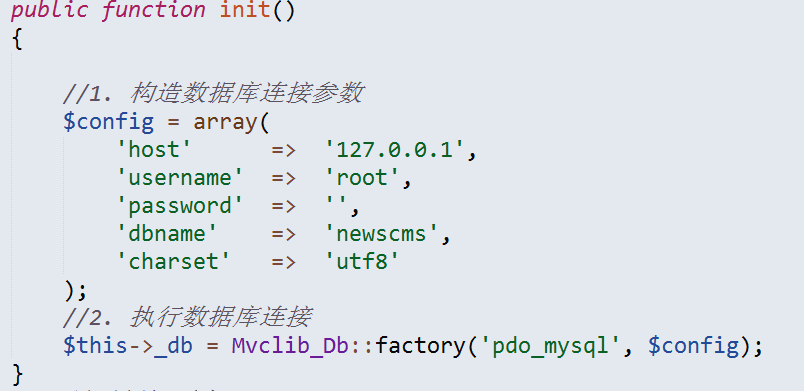 public function init()
{
//1. 构造数据库连接参数
$config = array(
'host' => '127.0.0.1',
'username' => 'root',
'password' => '',
'dbname' => 'newscms',
'charset' => 'utf8'
);
//2. 执行数据库连接
$this->_db = Mvclib_Db::factory('pdo_mysql', $config);
}